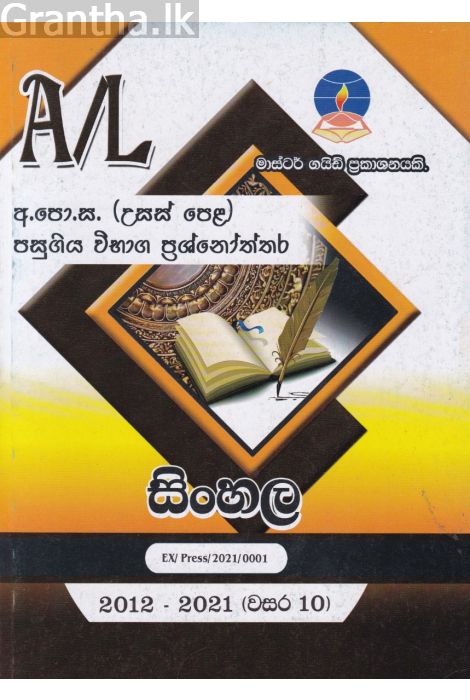 Grantha.lk
A/L
මාස්ටර් ගයිඩ් ප්‍රකාශනයකි.
අ.පො.ස. (උසස් පෙළ)
පසුගිය විභාග ප්‍රශ්නෝත්තර
සිංහල
EX/ Press/2021/0001
2012 - 2021 (වසර 10)